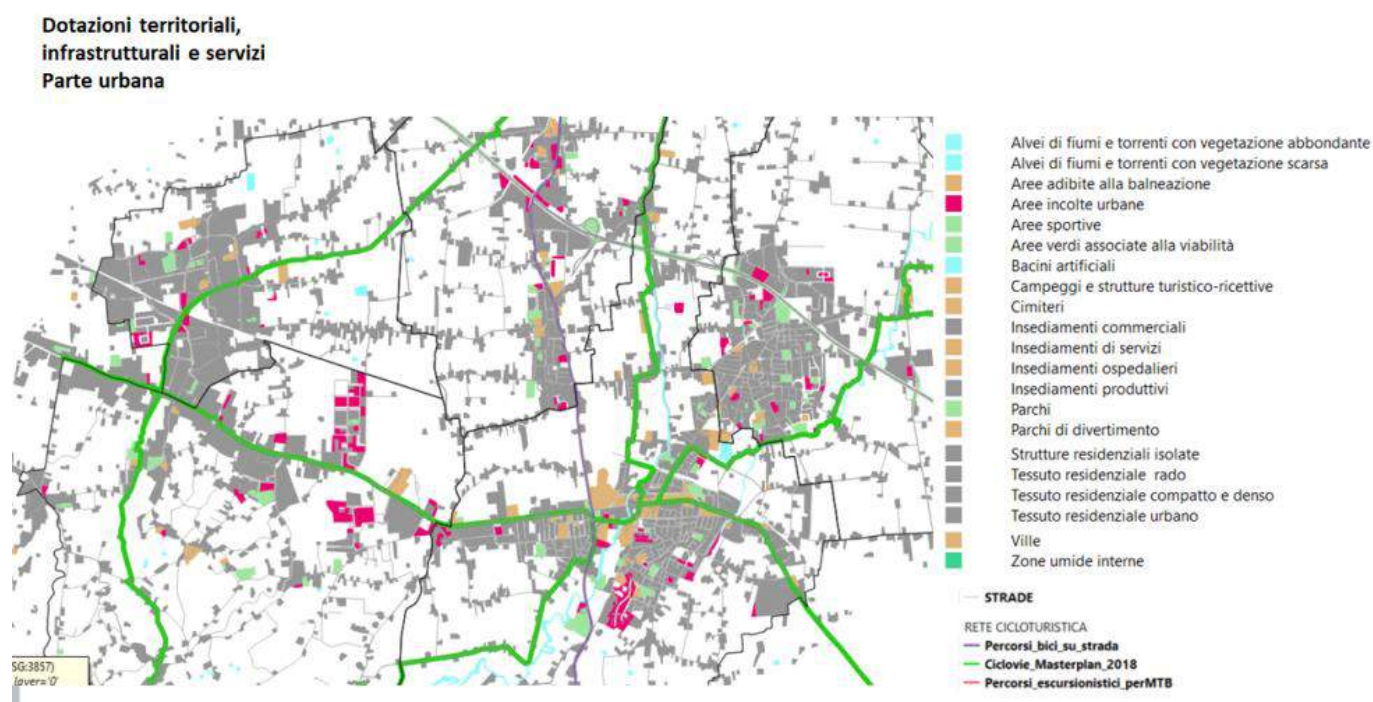 Dotazioni territoriali,
infrastrutturali e servizi
Parte urbana
Alvei di fiumi e torrenti con vegetazione abbondante
Alvei di fiumi e torrenti con vegetazione scarsa
Aree adibite alla balneazione
Aree incolte urbane
Aree sportive
Aree verdi associate alla viabilità
Bacini artificiali
Campeggi e strutture turistico-ricettive
Cimiteri
Insediamenti commerciali
Insediamenti di servizi
Insediamenti ospedalieri
Insediamenti produttivi
Parchi
Parchi di divertimento
Strutture residenziali isolate
Tessuto residenziale rado
Tessuto residenziale compatto e denso
Tessuto residenziale urbano
Ville
Zone umide interne
STRADE
RETE CICLOTURISTICA
Percorsi_bici_su_strada
Ciclovie_Masterplan_2018
Percorsi_escursionistici_perMTB
SG:3857)
layer='0'